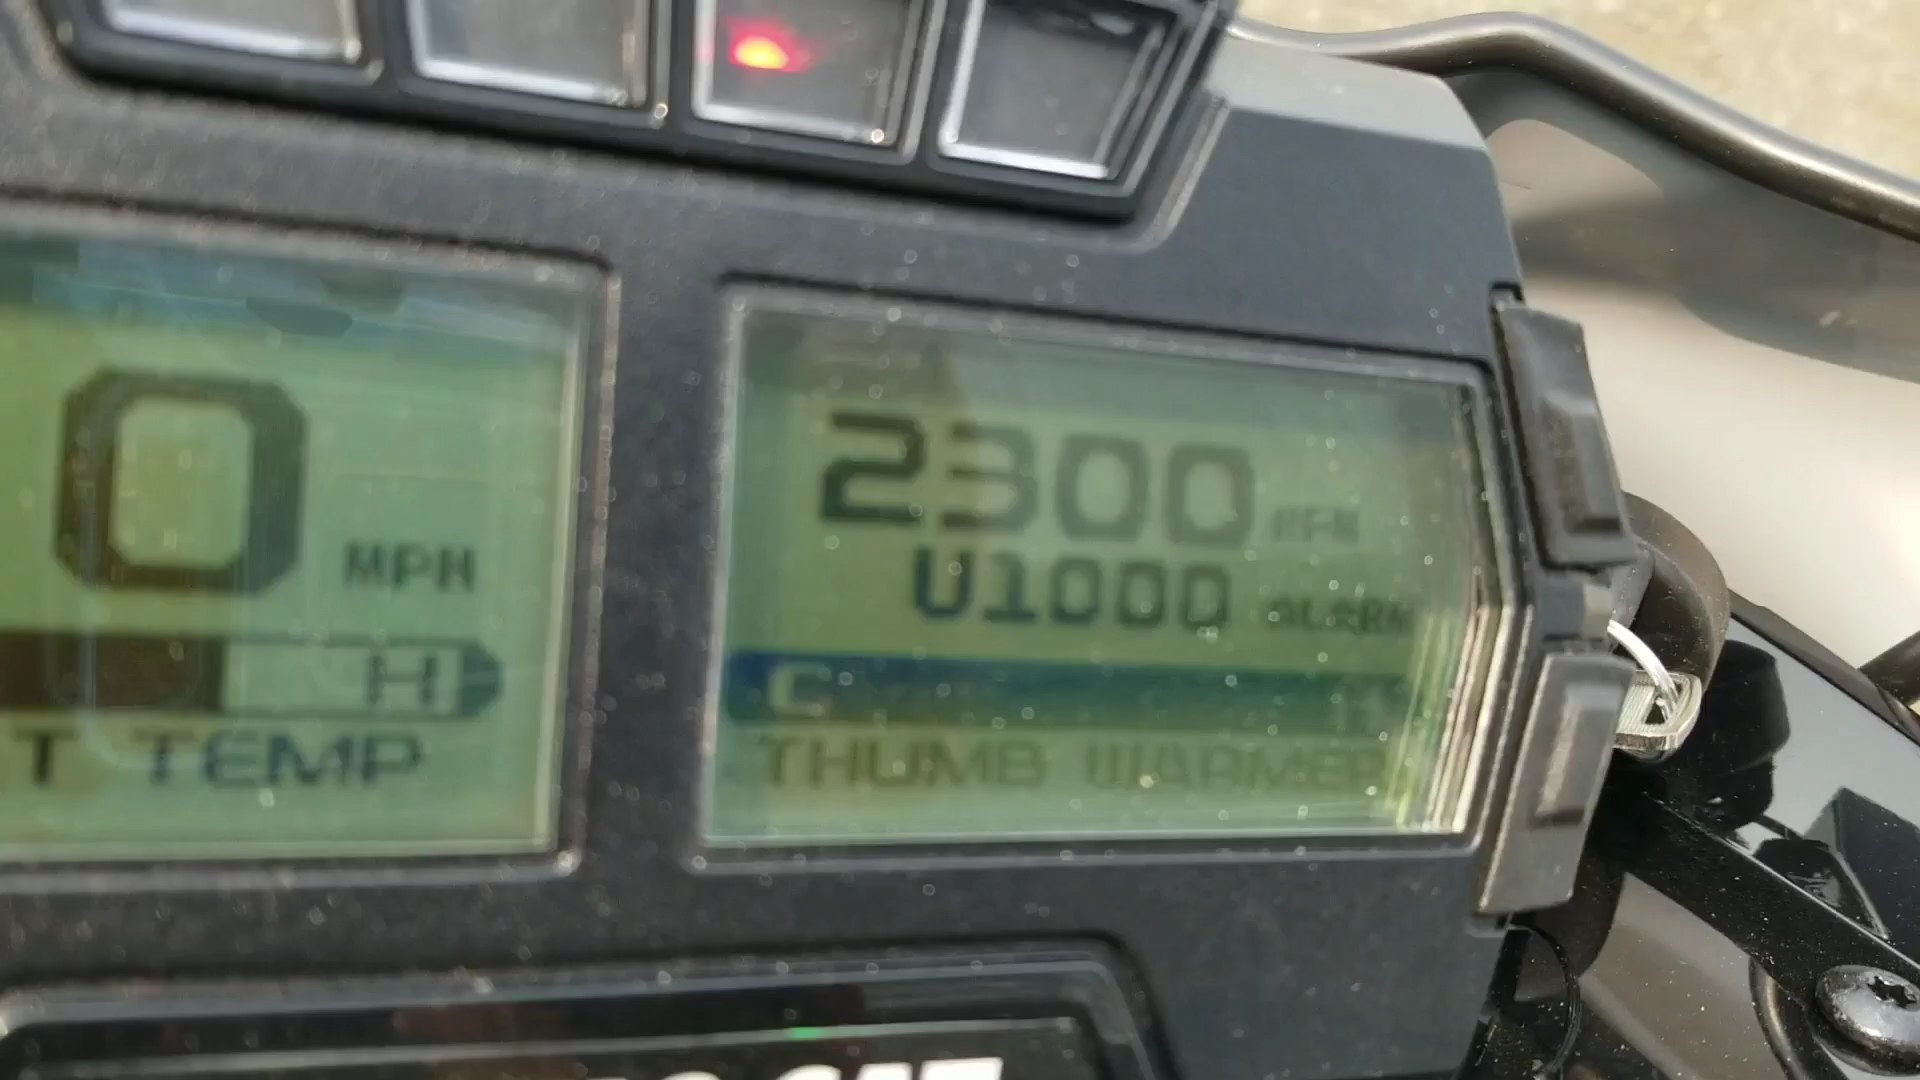 0 MPH
H
T TEMP
2300 RPM
U1000 ALARM
C H
THUMB WARMER